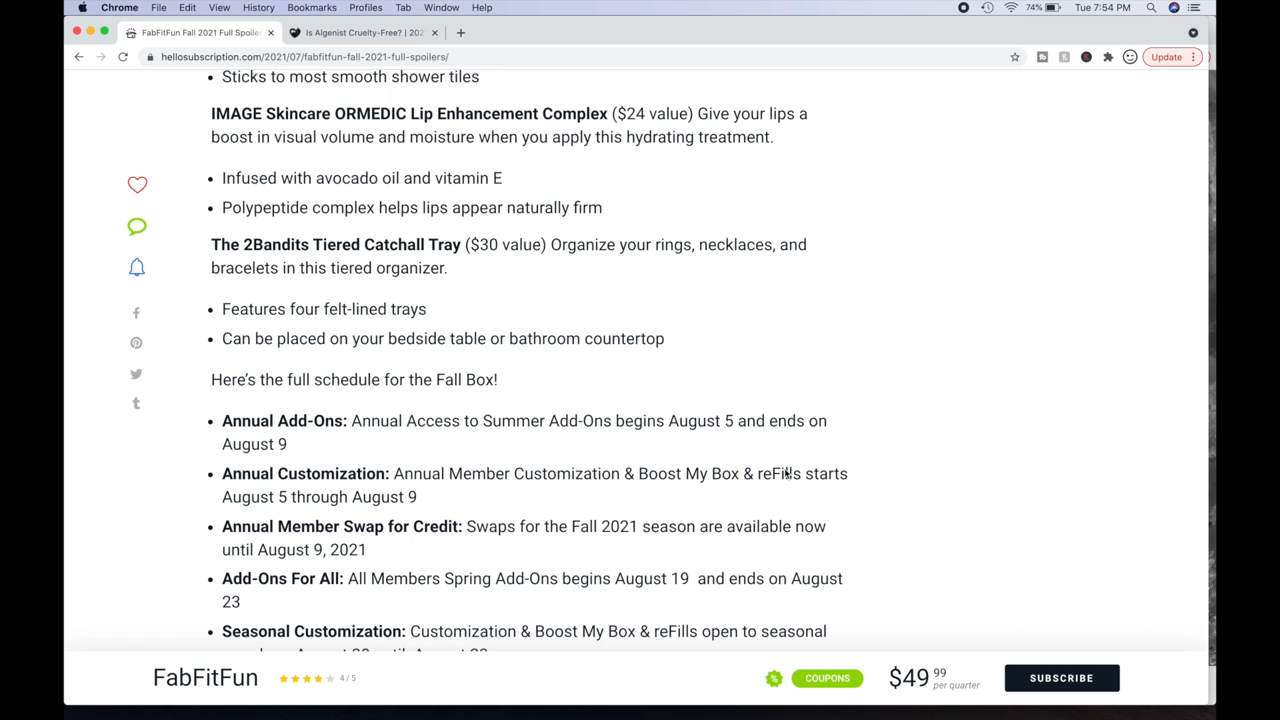 Chrome File Edit View History Bookmarks Profiles Tab Window Help 74% Tue 7:54 PM
FabFitFun Fall 2021 Full Spoile × Is Algenist Cruelty-Free? | 202 × +
hellosubscription.com/2021/07/fabfitfun-fall-2021-full-spoilers/ Update
• Sticks to most smooth shower tiles
IMAGE Skincare ORMEDIC Lip Enhancement Complex ($24 value) Give your lips a
boost in visual volume and moisture when you apply this hydrating treatment.
• Infused with avocado oil and vitamin E
• Polypeptide complex helps lips appear naturally firm
The 2Bandits Tiered Catchall Tray ($30 value) Organize your rings, necklaces, and
bracelets in this tiered organizer.
• Features four felt-lined trays
• Can be placed on your bedside table or bathroom countertop
Here’s the full schedule for the Fall Box!
• Annual Add-Ons: Annual Access to Summer Add-Ons begins August 5 and ends on
August 9
• Annual Customization: Annual Member Customization & Boost My Box & reFills starts
August 5 through August 9
• Annual Member Swap for Credit: Swaps for the Fall 2021 season are available now
until August 9, 2021
• Add-Ons For All: All Members Spring Add-Ons begins August 19 and ends on August
23
• Seasonal Customization: Customization & Boost My Box & reFills open to seasonal
FabFitFun 4 / 5 % COUPONS $49 99 per quarter SUBSCRIBE